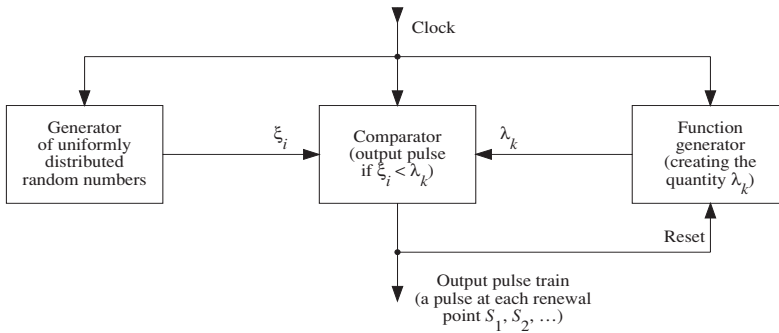 Clock
Generator
of uniformly
distributed
random numbers
ξi
Comparator
(output pulse
if ξi < λk)
λk
Function
generator
(creating the
quantity λk)
Reset
Output pulse train
(a pulse at each renewal
point S1, S2, …)